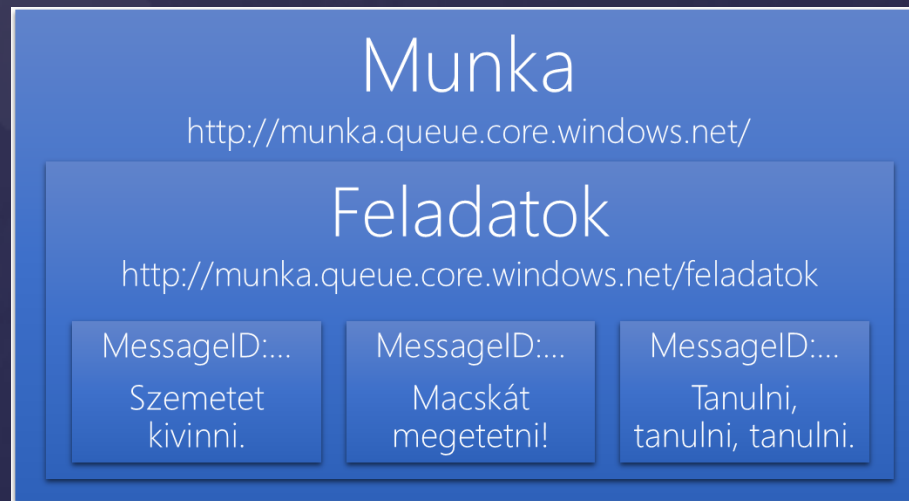 Munka
http://munka.queue.core.windows.net/
Feladatok
http://munka.queue.core.windows.net/feladatok
MessageID:...
Szemetet
kivinni.
MessageID:...
Macskát
megetetni!
MessageID:...
Tanulni,
tanulni, tanulni.